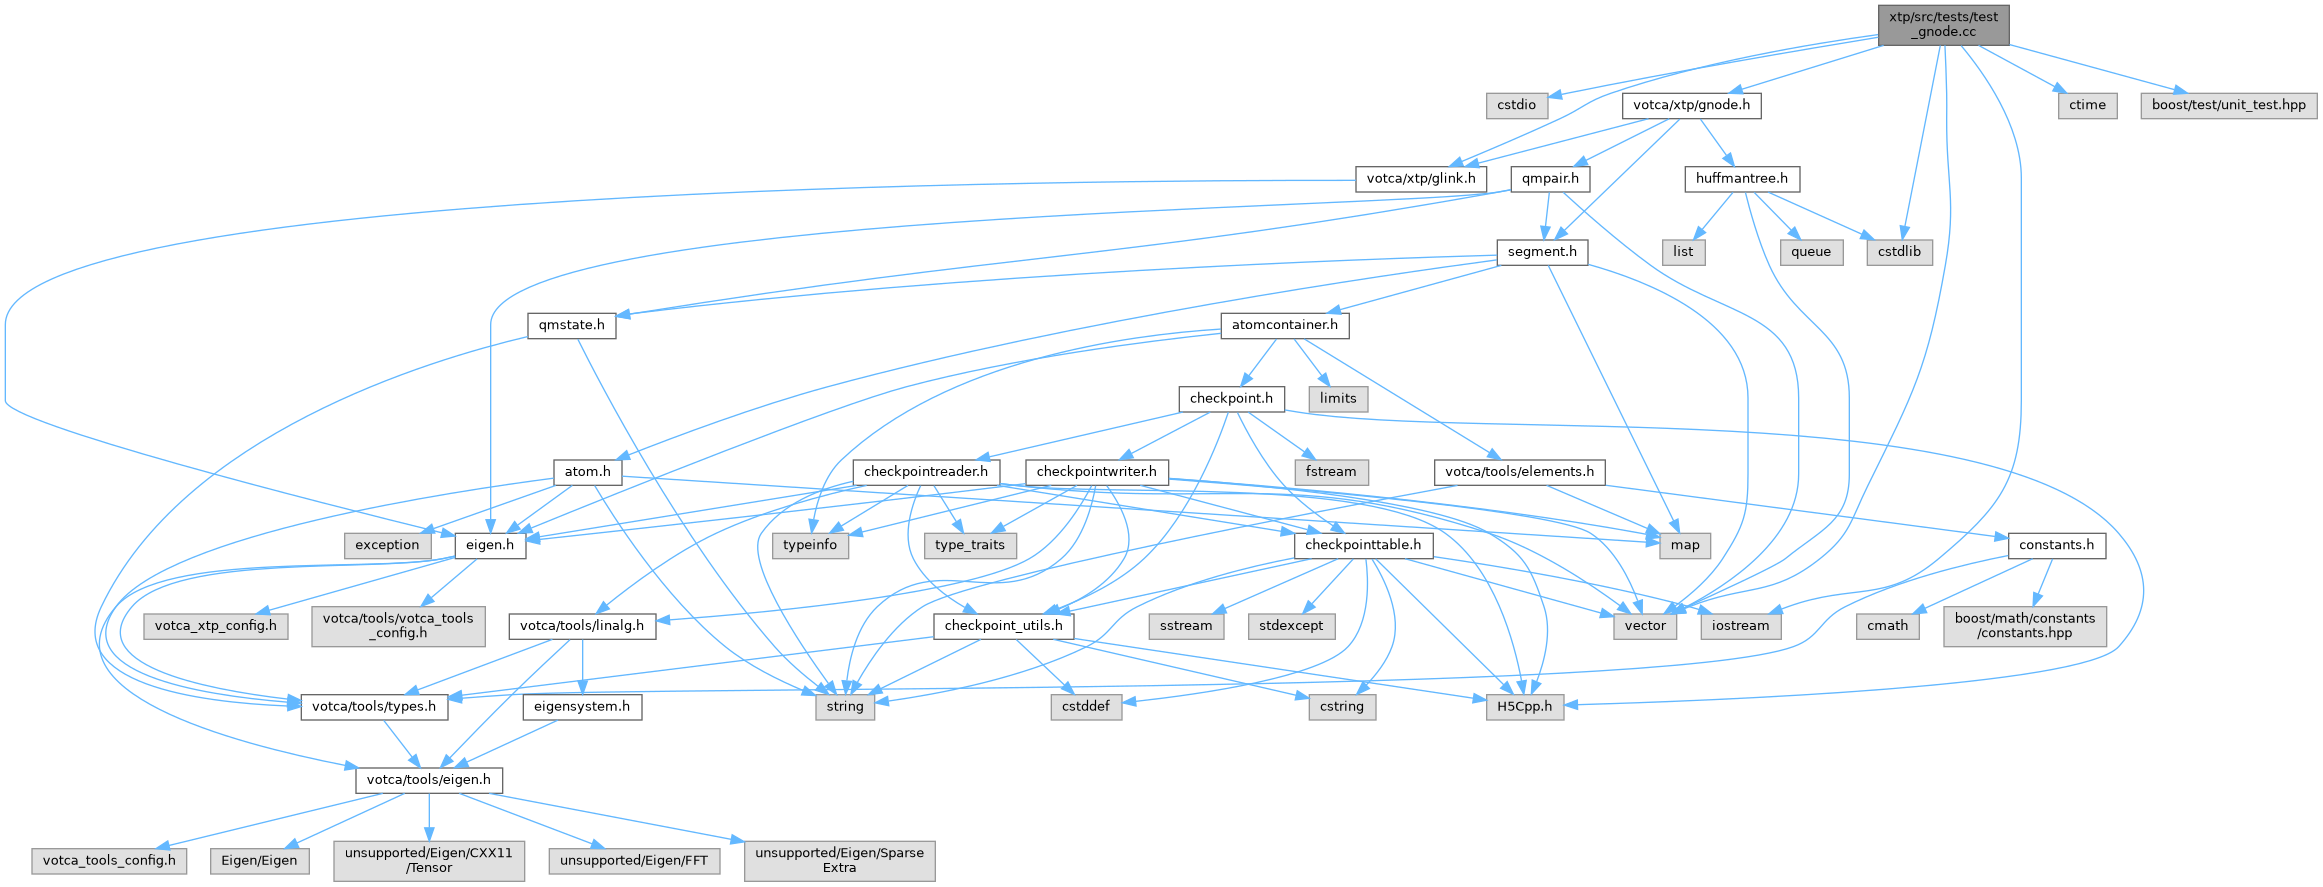 xtp/src/tests/test
_gnode.cc
cstdio
votca/xtp/gnode.h
ctime
boost/test/unit_test.hpp
votca/xtp/glink.h
qmpair.h
huffmantree.h
segment.h
list
queue
cstdlib
qmstate.h
atomcontainer.h
checkpoint.h
limits
atom.h
checkpointreader.h
checkpointwriter.h
fstream
votca/tools/elements.h
exception
eigen.h
typeinfo
type_traits
checkpointtable.h
map
constants.h
votca_xtp_config.h
votca/tools/votca_tools
_config.h
votca/tools/linalg.h
checkpoint_utils.h
sstream
stdexcept
vector
iostream
cmath
boost/math/constants
/constants.hpp
votca/tools/types.h
eigensystem.h
string
cstddef
cstring
H5Cpp.h
votca/tools/eigen.h
votca_tools_config.h
Eigen/Eigen
unsupported/Eigen/CXX11
/Tensor
unsupported/Eigen/FFT
unsupported/Eigen/Sparse
Extra